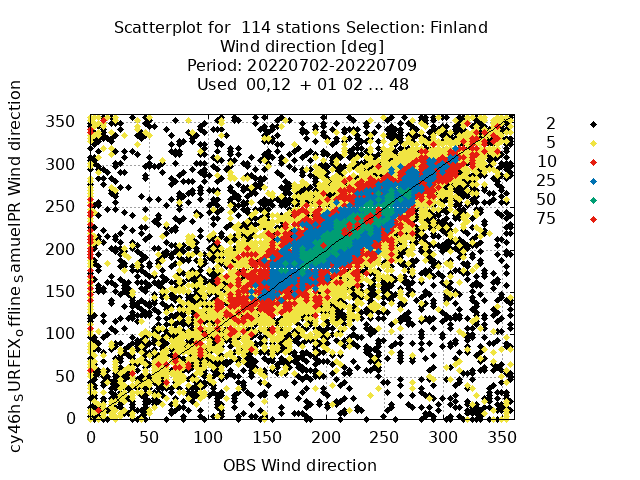 Scatterplot for 114 stations Selection: Finland
Wind direction [deg]
Period: 20220702-20220709
Used 00,12 + 01 02 ... 48
cy46h_SURFEX_offline_samuelPR Wind direction
350
300
250
200
150
100
50
0
0 50 100 150 200 250 300 350
OBS Wind direction
2
5
10
25
50
75